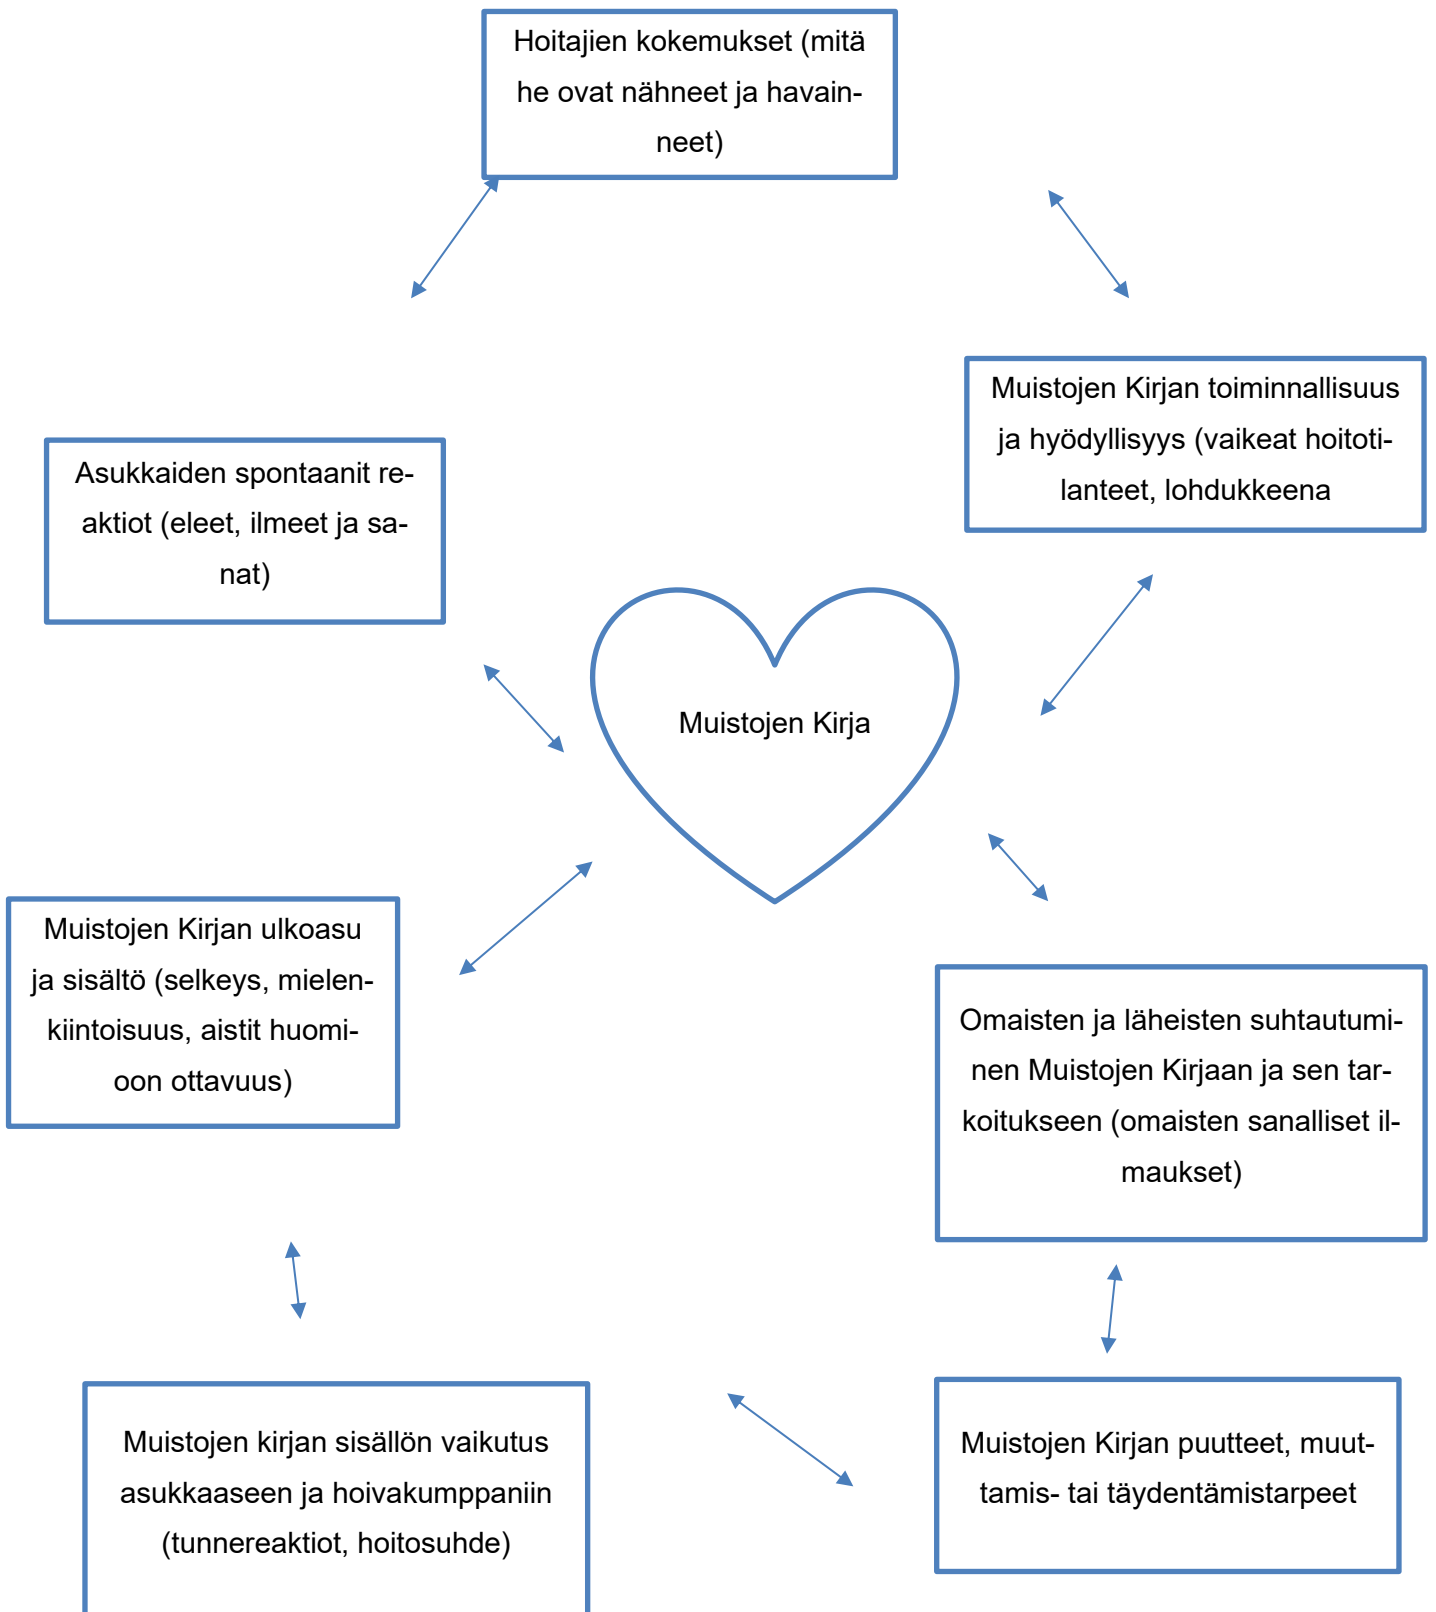 Hoitajien kokemukset (mitä
he ovat nähneet ja havain-
neet)
Muistojen Kirjan toiminnallisuus
ja hyödyllisyys (vaikeat hoitoti-
lanteet, lohdukkeena
Asukkaiden spontaanit re-
aktiot (eleet, ilmeet ja sa-
nat)
Muistojen Kirja
Muistojen Kirjan ulkoasu
ja sisältö (selkeys, mielen-
kiintoisuus, aistit huomi-
oon ottavuus)
Omaisten ja läheisten suhtautumi-
nen Muistojen Kirjaan ja sen tar-
koitukseen (omaisten sanalliset il-
maukset)
Muistojen kirjan sisällön vaikutus
asukkaaseen ja hoivakumppaniin
(tunnereaktiot, hoitosuhde)
Muistojen Kirjan puutteet, muut-
tamis- tai täydentämistarpeet